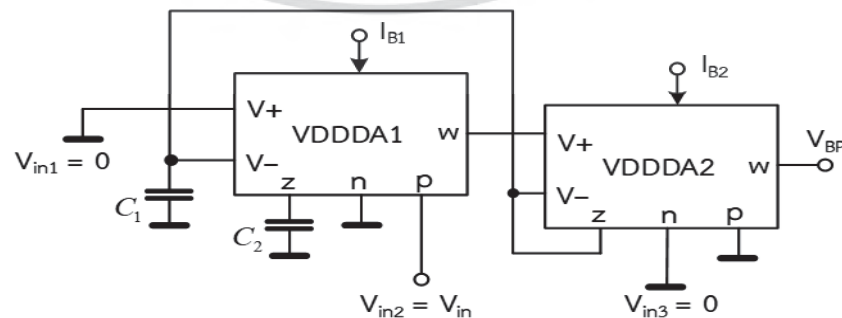 I_B1
I_B2
V+
VDDDA1
w
V_in1 = 0
V−
z
n
p
C_1
C_2
V_in2 = V_in
V+
VDDDA2
w
V_BP
V−
z
n
p
V_in3 = 0